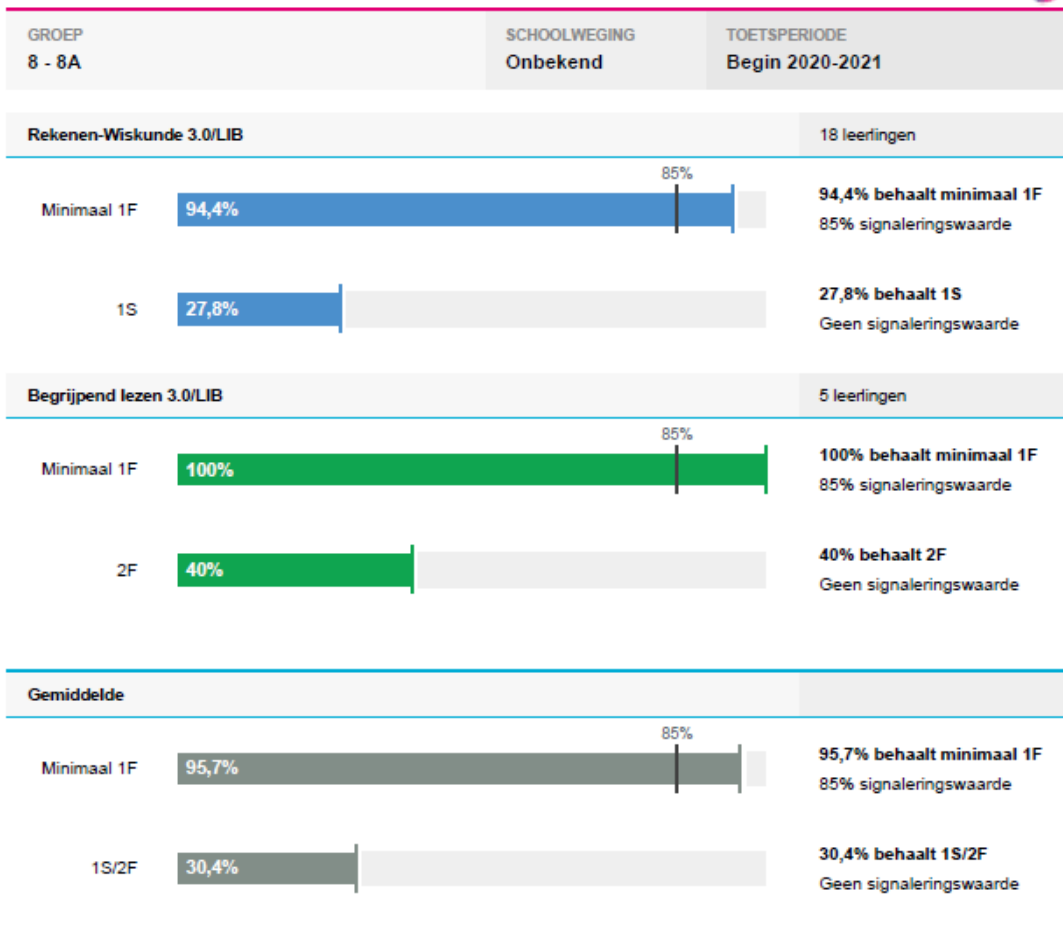 GROEP
8 - 8A
SCHOOLWEGING
Onbekend
TOETSPERIODE
Begin 2020-2021
Rekenen-Wiskunde 3.0/LIB
18 leerlingen
85%
Minimaal 1F
94,4%
94,4% behaalt minimaal 1F
85% signaleringswaarde
1S
27,8%
27,8% behaalt 1S
Geen signaleringswaarde
Begrijpend lezen 3.0/LIB
5 leerlingen
85%
Minimaal 1F
100%
100% behaalt minimaal 1F
85% signaleringswaarde
2F
40%
40% behaalt 2F
Geen signaleringswaarde
Gemiddelde
85%
Minimaal 1F
95,7%
95,7% behaalt minimaal 1F
85% signaleringswaarde
1S/2F
30,4%
30,4% behaalt 1S/2F
Geen signaleringswaarde